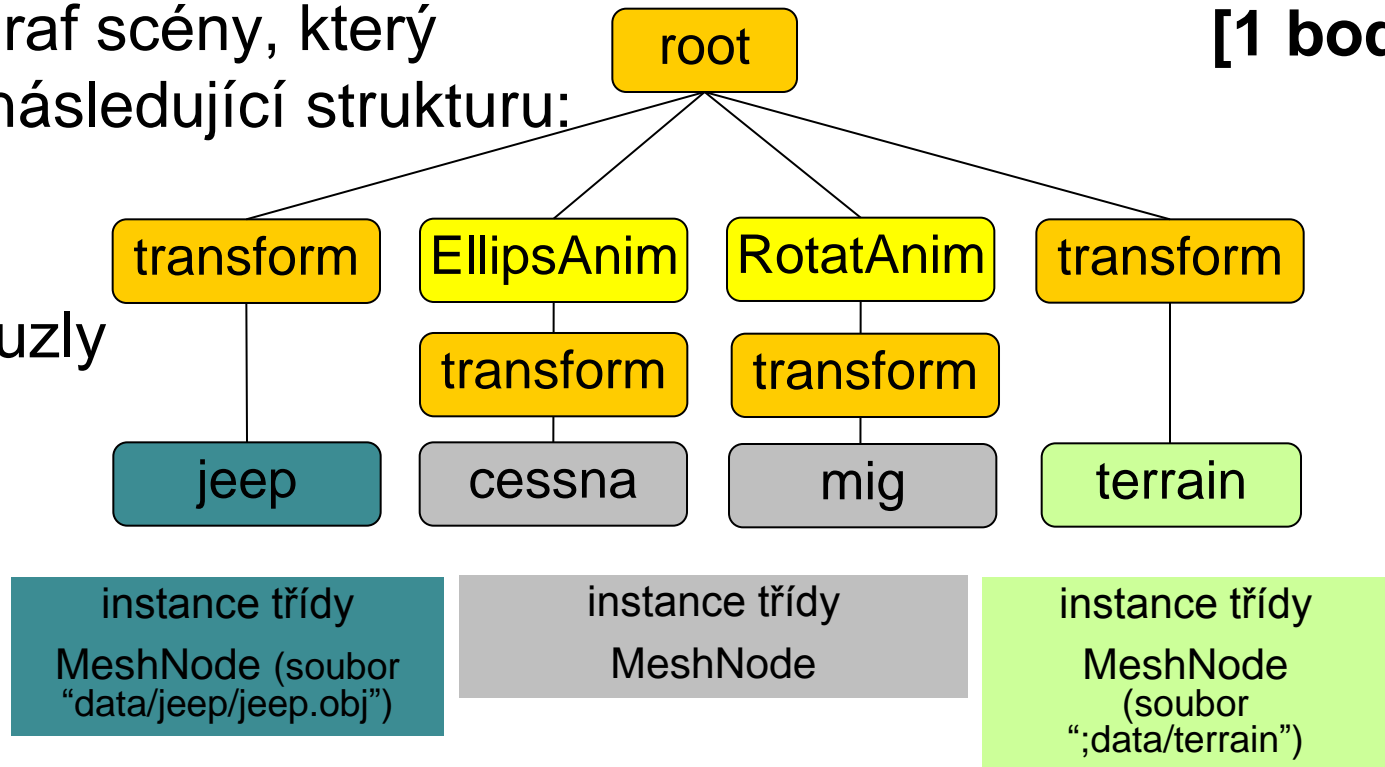 raf scény, který
root
[1 bod
následující strukturu:
transform
EllipsAnim
RotatAnim
transform
uzly
transform
transform
jeep
cessna
mig
terrain
instance třídy
MeshNode (soubor
“data/jeep/jeep.obj”)
instance třídy
MeshNode
instance třídy
MeshNode
(soubor
“;data/terrain”)